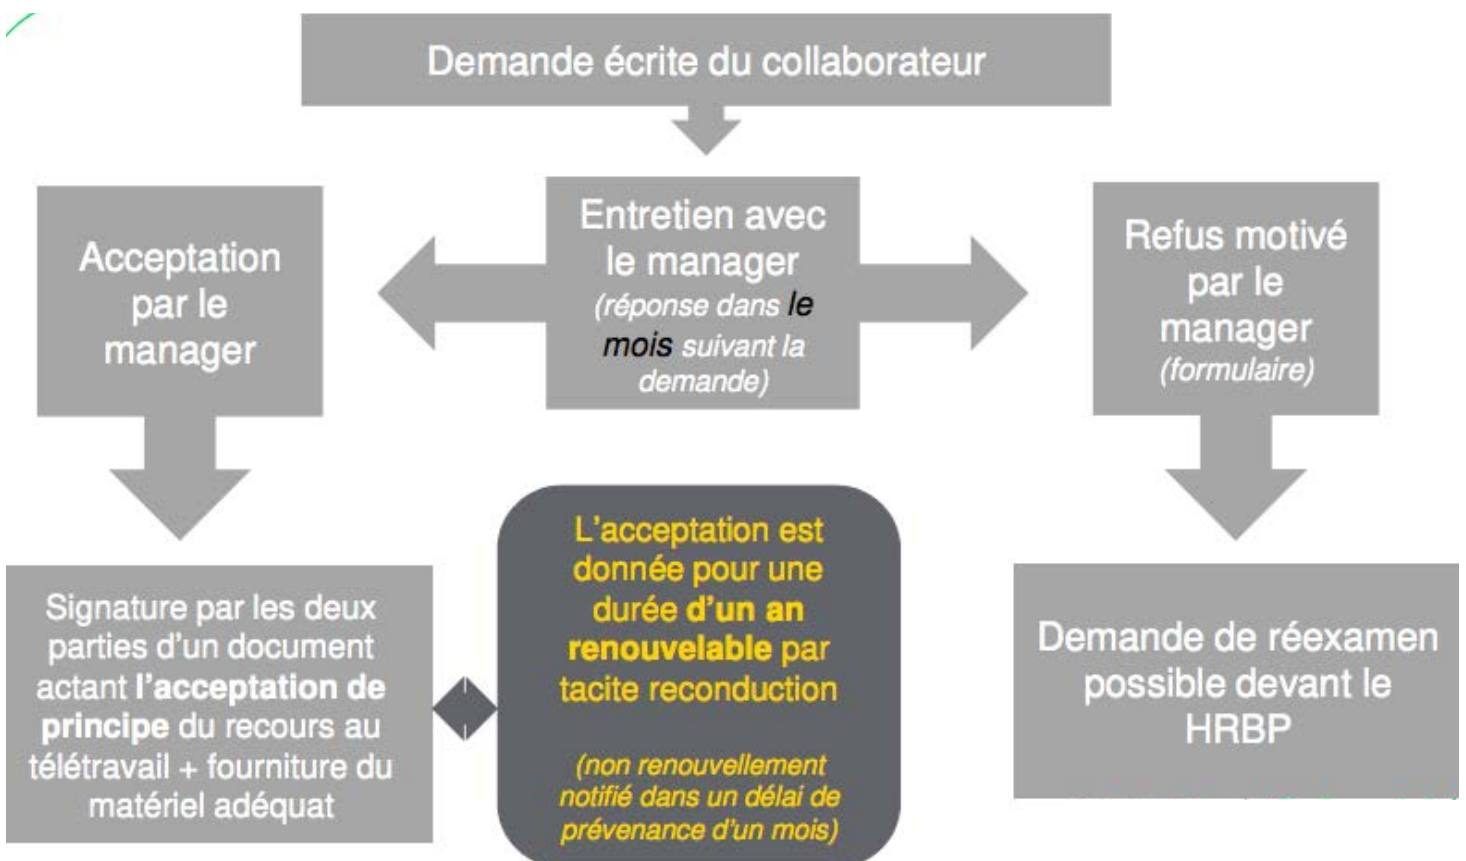 Demande écrite du collaborateur
Acceptation
par le
manager
Entretien avec
le manager
(réponse dans le
mois suivant la
demande)
Refus motivé
par le
manager
(formulaire)
Signature par les deux
parties d'un document
actant l'acceptation de
principe du recours au
télétravail + fourniture du
matériel adéquat
L'acceptation est
donnée pour une
durée d'un an
renouvelable par
tacite reconduction
(non renouvellement
notifié dans un délai de
prévenance d'un mois)
Demande de réexamen
possible devant le
HRBP